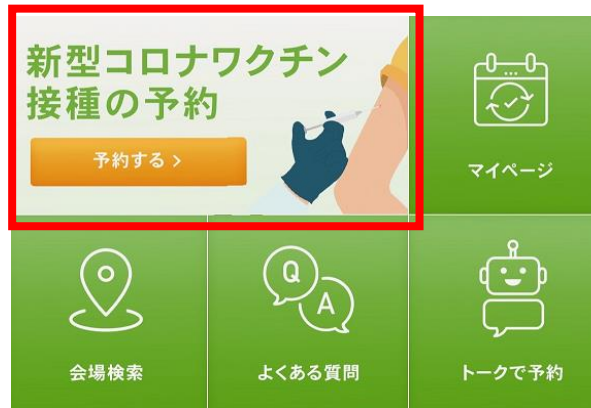 新型コロナワクチン
接種の予約
予約する >
マイページ
Q
A
会場検索
よくある質問
トークで予約